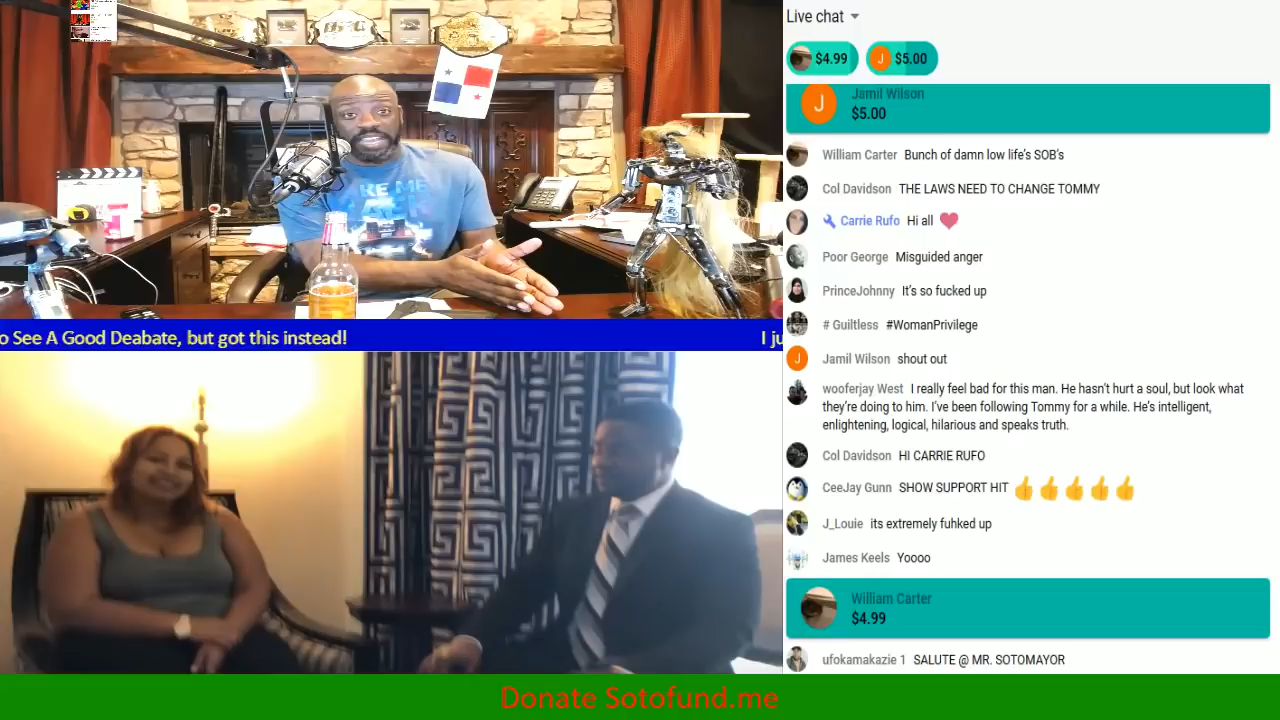 Live chat
$4.99
J $5.00
J
Jamil Wilson
$5.00
William Carter Bunch of damn low life's SOB's
Col Davidson THE LAWS NEED TO CHANGE TOMMY
Carrie Rufo Hi all
Poor George Misguided anger
PrinceJohnny It's so fucked up
# Guiltless #WomanPrivilege
J Jamil Wilson shout out
wooferjay West I really feel bad for this man. He hasn't hurt a soul, but look what
they're doing to him. I've been following Tommy for a while. He's intelligent,
enlightening, logical, hilarious and speaks truth.
Col Davidson HI CARRIE RUFO
CeeJay Gunn SHOW SUPPORT HIT
J_Louie its extremely fuhked up
James Keels Yoooo
William Carter
$4.99
ufokamakazie 1 SALUTE @ MR. SOTOMAYOR
o See A Good Deabate, but got this instead!
I ju
Donate Sotofund.me